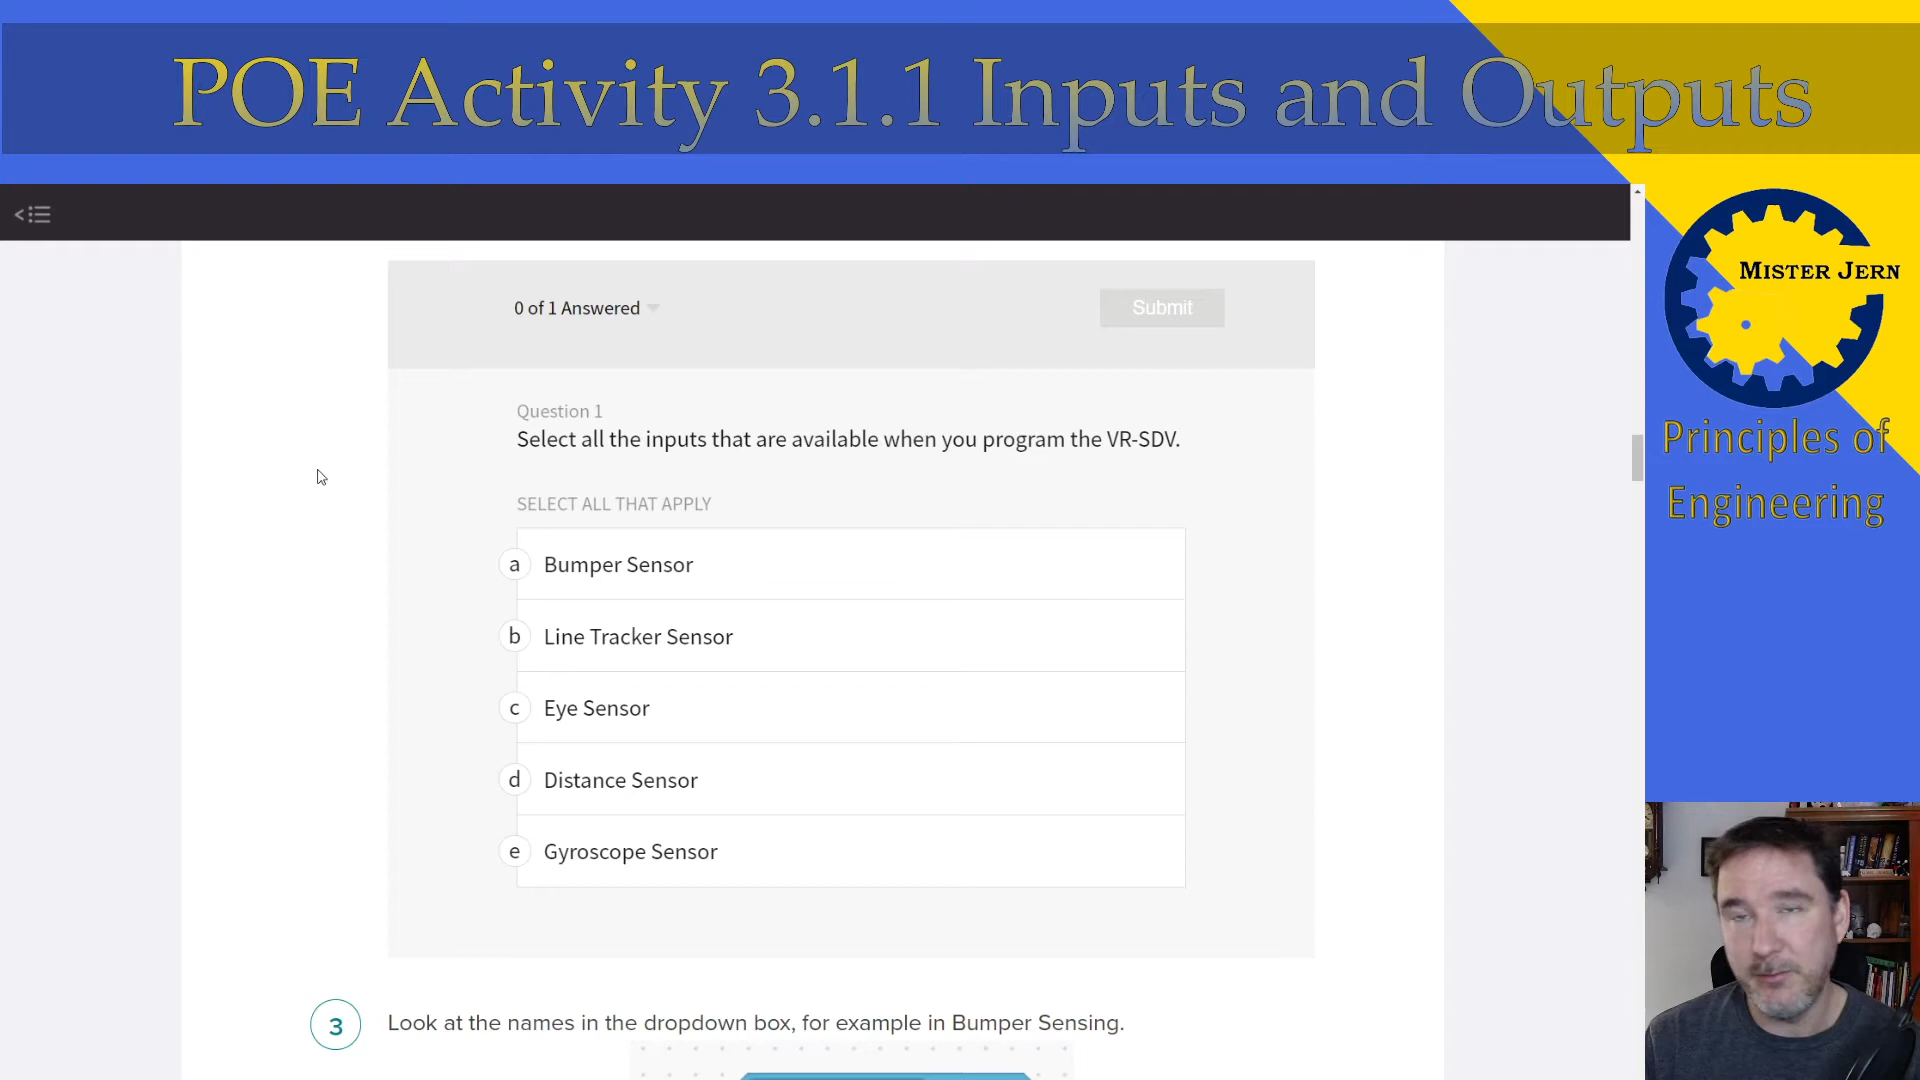 POE Activity 3.1.1 Inputs and Outputs
MISTER JERN
Principles of
Engineering
0 of 1 Answered
Submit
Question 1
Select all the inputs that are available when you program the VR-SDV.
SELECT ALL THAT APPLY
a Bumper Sensor
b Line Tracker Sensor
c Eye Sensor
d Distance Sensor
e Gyroscope Sensor
3 Look at the names in the dropdown box, for example in Bumper Sensing.